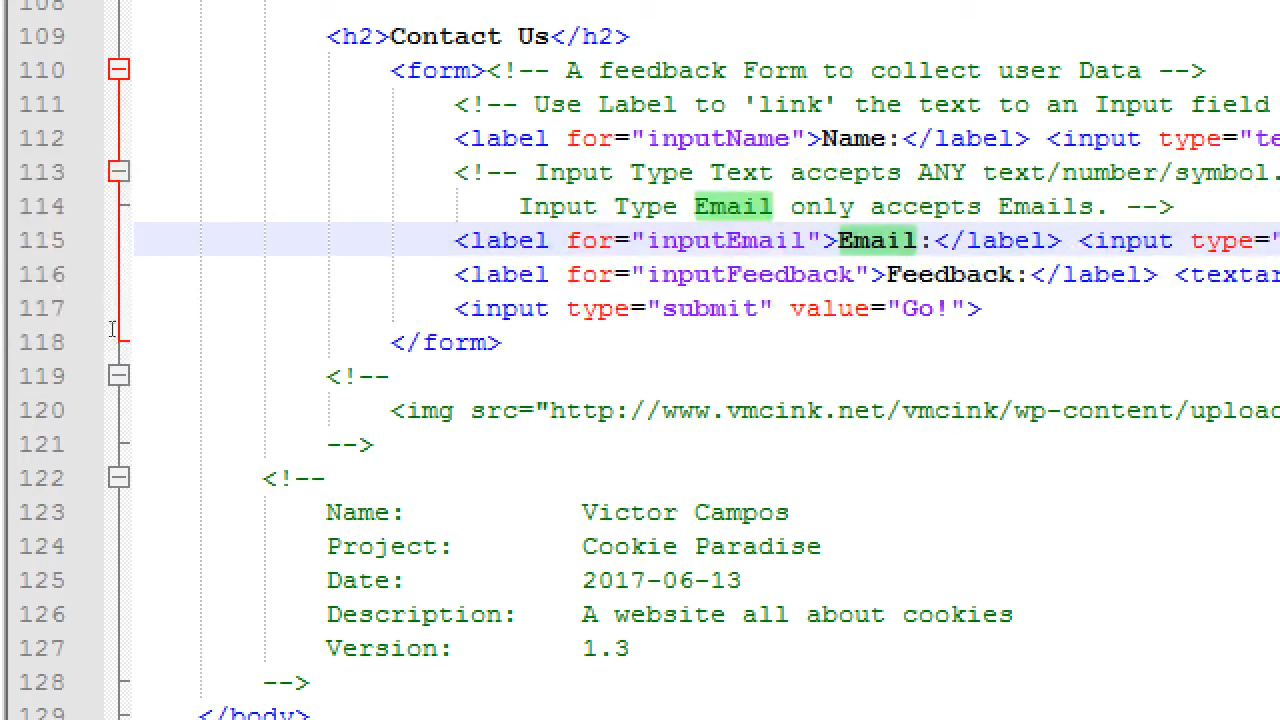 108
109 <h2>Contact Us</h2>
110 <form><!-- A feedback Form to collect user Data -->
111 <!-- Use Label to 'link' the text to an Input field
112 <label for="inputName">Name:</label> <input type="te
113 <!-- Input Type Text accepts ANY text/number/symbol.
114 Input Type Email only accepts Emails. -->
115 <label for="inputEmail">Email:</label> <input type="
116 <label for="inputFeedback">Feedback:</label> <textar
117 <input type="submit" value="Go!">
118 </form>
119 <!--
120 <img src="http://www.vmcink.net/vmcink/wp-content/upload
121 -->
122 <!--
123 Name: Victor Campos
124 Project: Cookie Paradise
125 Date: 2017-06-13
126 Description: A website all about cookies
127 Version: 1.3
128 -->
129 </body>